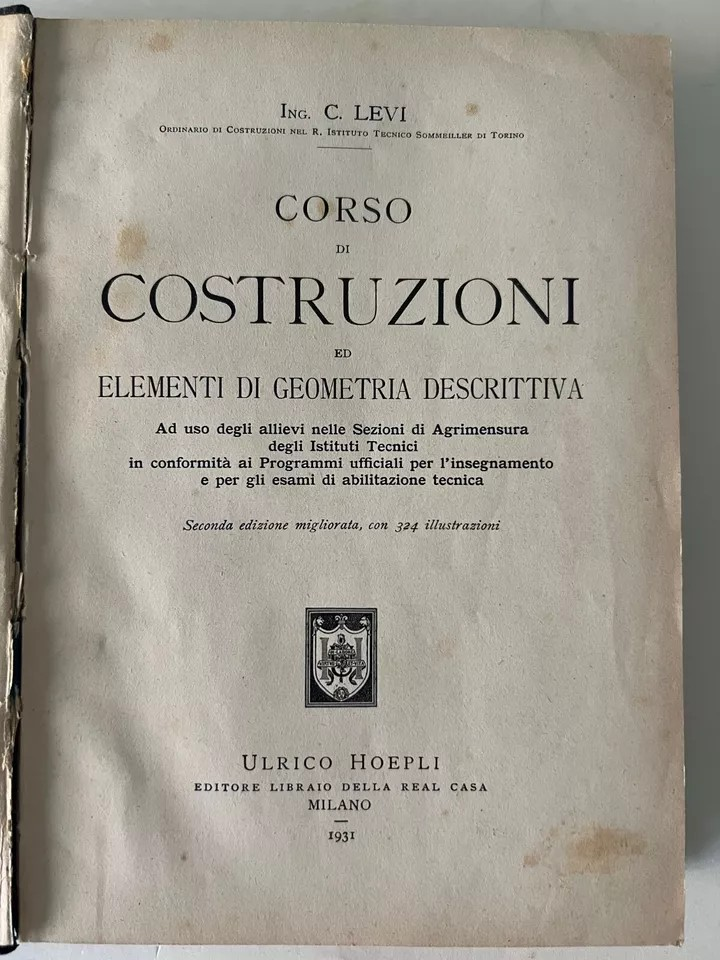 Ing. C. LEVI
Ordinario di Costruzioni nel R. Istituto Tecnico Sommeiller di Torino
CORSO
DI
COSTRUZIONI
ED
ELEMENTI DI GEOMETRIA DESCRITTIVA
Ad uso degli allievi nelle Sezioni di Agrimensura
degli Istituti Tecnici
in conformità ai Programmi ufficiali per l'insegnamento
e per gli esami di abilitazione tecnica
Seconda edizione migliorata, con 324 illustrazioni
H
Ulrico Hoepli
EDITORE LIBRAIO DELLA REAL CASA
MILANO
1931